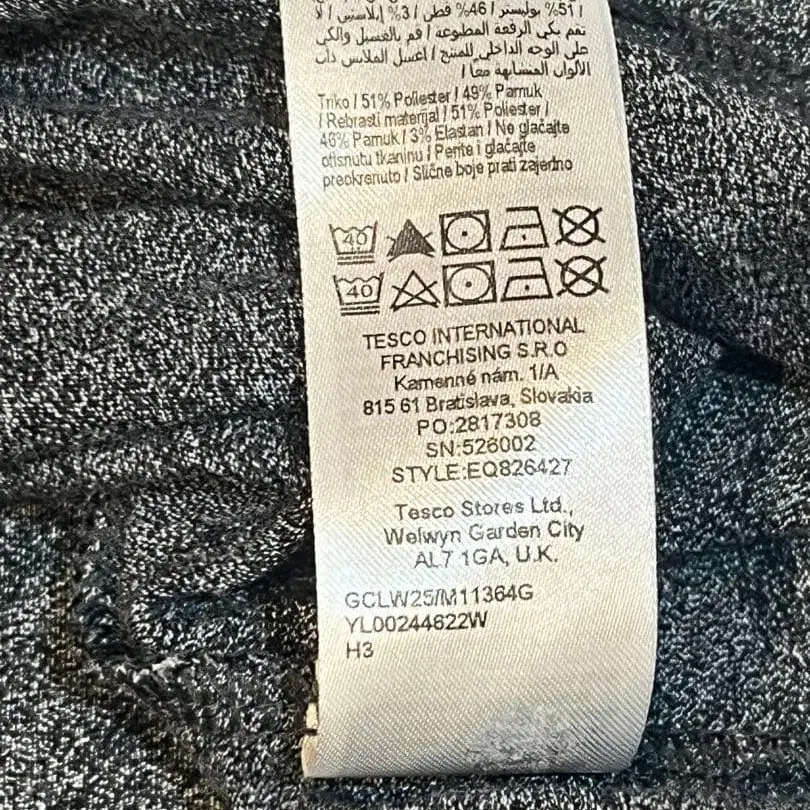 51% بوليستر / 46% قطن / 3% إيلاستين / لا
تقم بكي الرقعة المطبوعة / قم بالغسيل والكي
على الوجه الداخلي للمنتج / اغسل الملابس ذات
الألوان المتشابهة معا /
Triko / 51% Poliester / 49% Pamuk
/ Rebrasti materijal / 51% Poliester /
46% Pamuk / 3% Elastan / Ne glačajte
otisnutu tkaninu / Perite i glačajte
preokrenuto / Slične boje prati zajedno
40
40
TESCO INTERNATIONAL
FRANCHISING S.R.O
Kamenné nám. 1/A
815 61 Bratislava, Slovakia
PO:2817308
SN:526002
STYLE:EQ826427
Tesco Stores Ltd.,
Welwyn Garden City
AL7 1GA, U.K.
GCLW25/M11364G
YL00244622W
H3